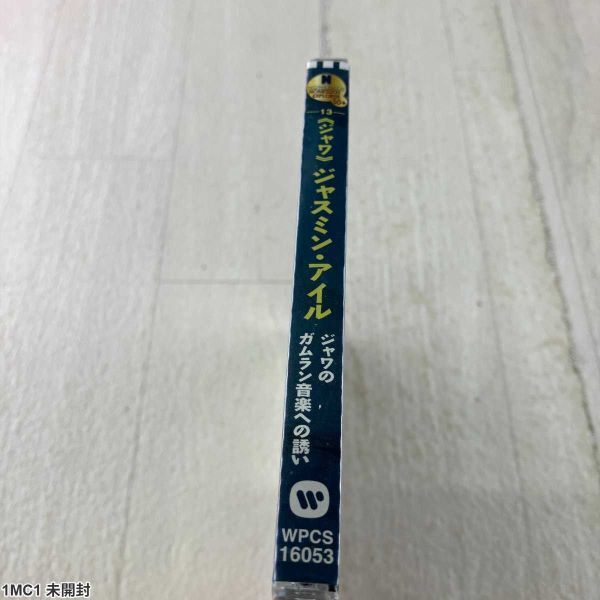 N
13
《ジャワ》ジャスミン・アイル
ジャワの
ガムラン音楽への誘い
W
WPCS
16053
1MC1 未開封